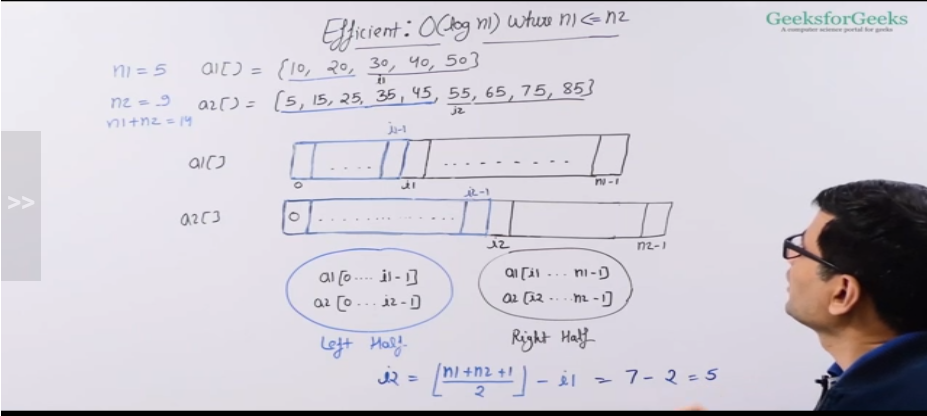 Efficient: O(log n1) where n1 <= n2
GeeksforGeeks
A computer science portal for geeks
n1 = 5 a1[] = {10, 20, 30, 40, 50}
i1
n2 = 9 a2[] = {5, 15, 25, 35, 45, 55, 65, 75, 85}
i2
n1+n2 = 14
i1-1
a1[] .... ........
0 i1 n1-1
i2-1
a2[] 0 ..............
i2 n2-1
>>
a1[0 .... i1-1] a1[i1 ... n1-1]
a2[0 ... i2-1] a2[i2 ....n2-1]
Left Half Right Half
i2 = ⌊(n1+n2+1)/2⌋ - i1 = 7 - 2 = 5